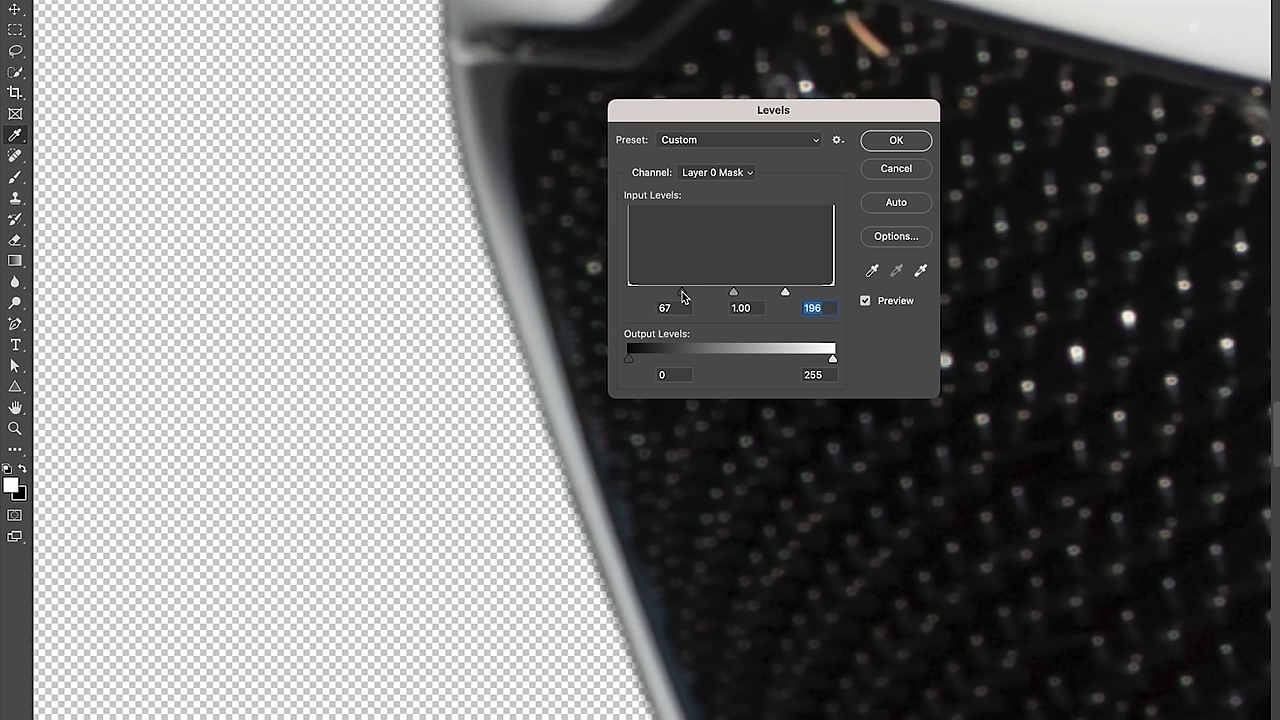 Levels
Preset: Custom
OK
Channel: Layer 0 Mask
Cancel
Input Levels:
Auto
Options...
Preview
67 1.00 196
Output Levels:
0 255